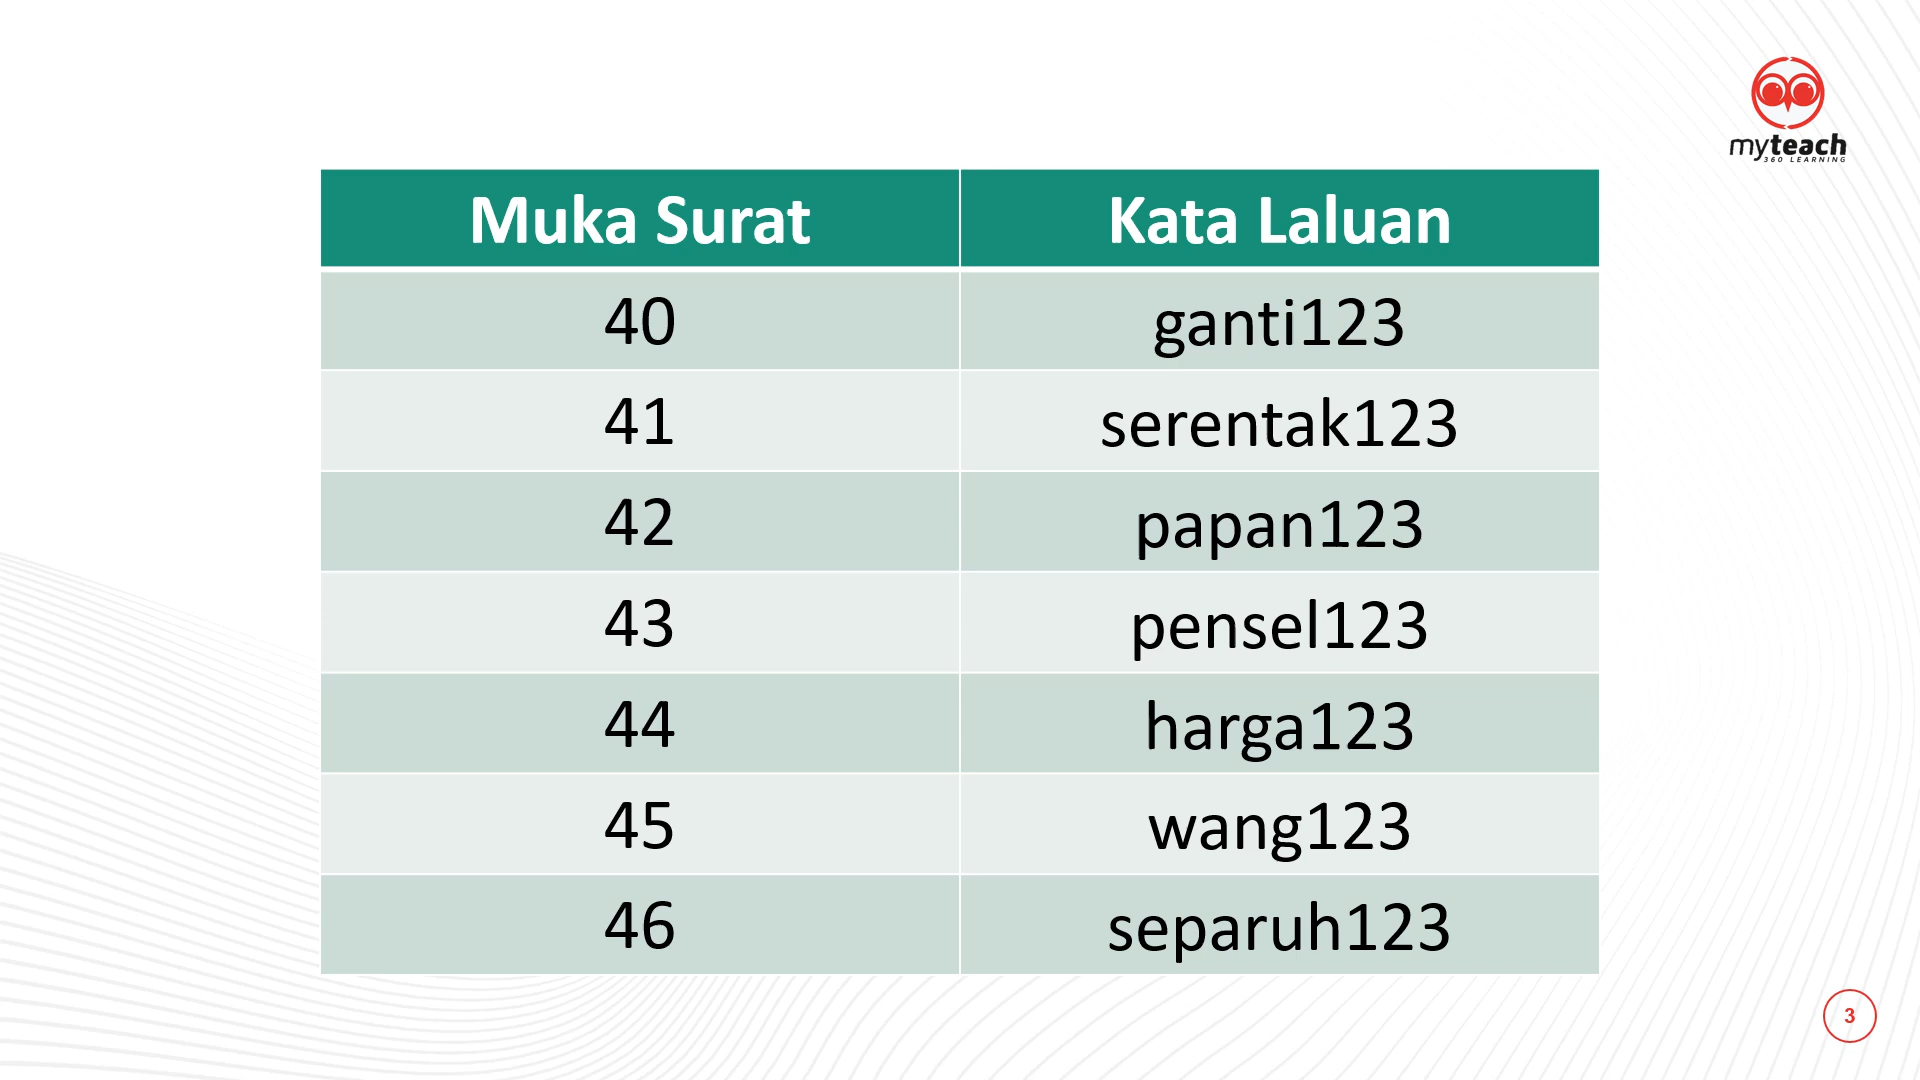 myteach
360 LEARNING
Muka Surat Kata Laluan
40 ganti123
41 serentak123
42 papan123
43 pensel123
44 harga123
45 wang123
46 separuh123
3